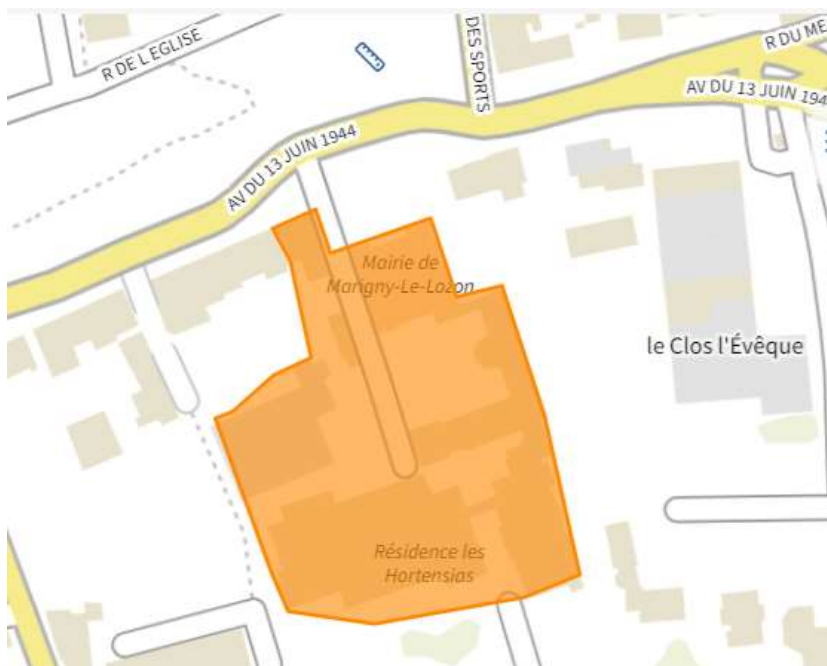 R DE L EGLISE
DES SPORTS
R DU ME
AV DU 13 JUIN 194
AV DU 13 JUIN 1944
Mairie de
Marigny-Le-Lozon
le Clos l'Évêque
Résidence les
Hortensias